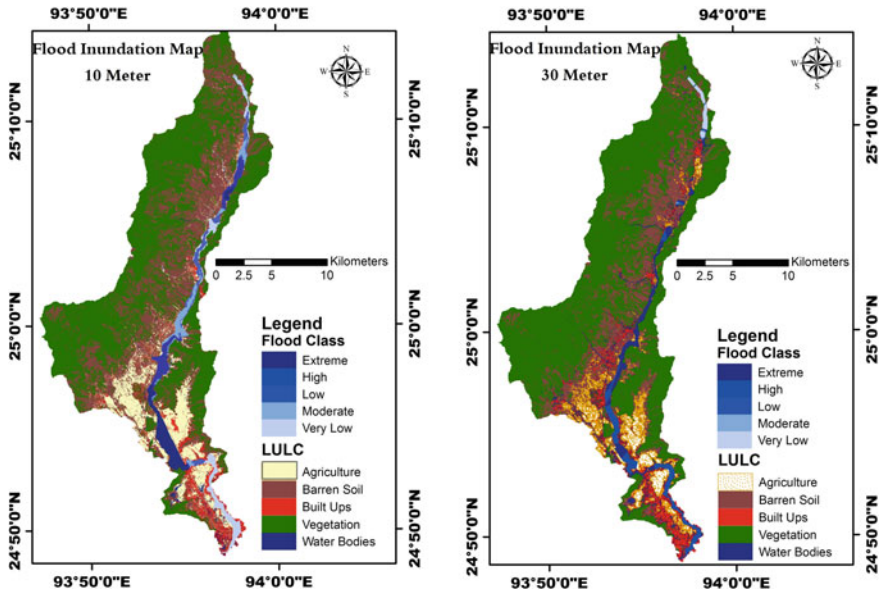 93°50'0"E 94°0'0"E
Flood Inundation Map
10 Meter
N
W E
S
25°10'0"N
25°10'0"N
Kilometers
0 2.5 5 10
25°0'0"N
25°0'0"N
Legend
Flood Class
Extreme
High
Low
Moderate
Very Low
LULC
Agriculture
Barren Soil
Built Ups
Vegetation
Water Bodies
24°50'0"N
24°50'0"N
93°50'0"E 94°0'0"E
93°50'0"E 94°0'0"E
Flood Inundation Map
30 Meter
N
W E
S
25°10'0"N
25°10'0"N
Kilometers
0 2.5 5 10
25°0'0"N
25°0'0"N
Legend
Flood Class
Extreme
High
Low
Moderate
Very Low
LULC
Agriculture
Barren Soil
Built Ups
Vegetation
Water Bodies
24°50'0"N
24°50'0"N
93°50'0"E 94°0'0"E